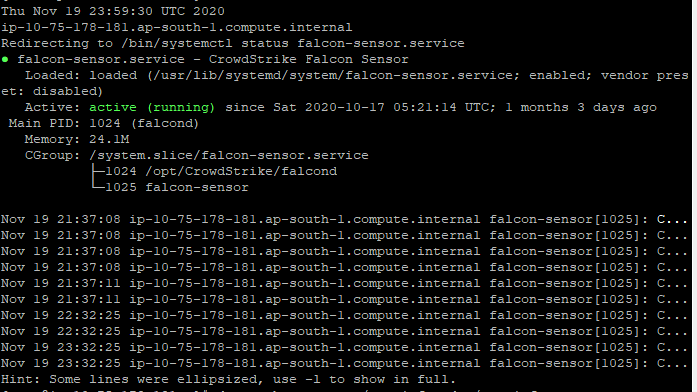 Thu Nov 19 23:59:30 UTC 2020
ip-10-75-178-181.ap-south-1.compute.internal
Redirecting to /bin/systemctl status falcon-sensor.service
● falcon-sensor.service - CrowdStrike Falcon Sensor
Loaded: loaded (/usr/lib/systemd/system/falcon-sensor.service; enabled; vendor pres
et: disabled)
Active: active (running) since Sat 2020-10-17 05:21:14 UTC; 1 months 3 days ago
Main PID: 1024 (falcond)
Memory: 24.1M
CGroup: /system.slice/falcon-sensor.service
├─1024 /opt/CrowdStrike/falcond
└─1025 falcon-sensor
Nov 19 21:37:08 ip-10-75-178-181.ap-south-1.compute.internal falcon-sensor[1025]: C...
Nov 19 21:37:08 ip-10-75-178-181.ap-south-1.compute.internal falcon-sensor[1025]: C...
Nov 19 21:37:08 ip-10-75-178-181.ap-south-1.compute.internal falcon-sensor[1025]: C...
Nov 19 21:37:08 ip-10-75-178-181.ap-south-1.compute.internal falcon-sensor[1025]: C...
Nov 19 21:37:11 ip-10-75-178-181.ap-south-1.compute.internal falcon-sensor[1025]: C...
Nov 19 21:37:11 ip-10-75-178-181.ap-south-1.compute.internal falcon-sensor[1025]: C...
Nov 19 22:32:25 ip-10-75-178-181.ap-south-1.compute.internal falcon-sensor[1025]: C...
Nov 19 22:32:25 ip-10-75-178-181.ap-south-1.compute.internal falcon-sensor[1025]: C...
Nov 19 23:32:25 ip-10-75-178-181.ap-south-1.compute.internal falcon-sensor[1025]: C...
Nov 19 23:32:25 ip-10-75-178-181.ap-south-1.compute.internal falcon-sensor[1025]: C...
Hint: Some lines were ellipsized, use -l to show in full.